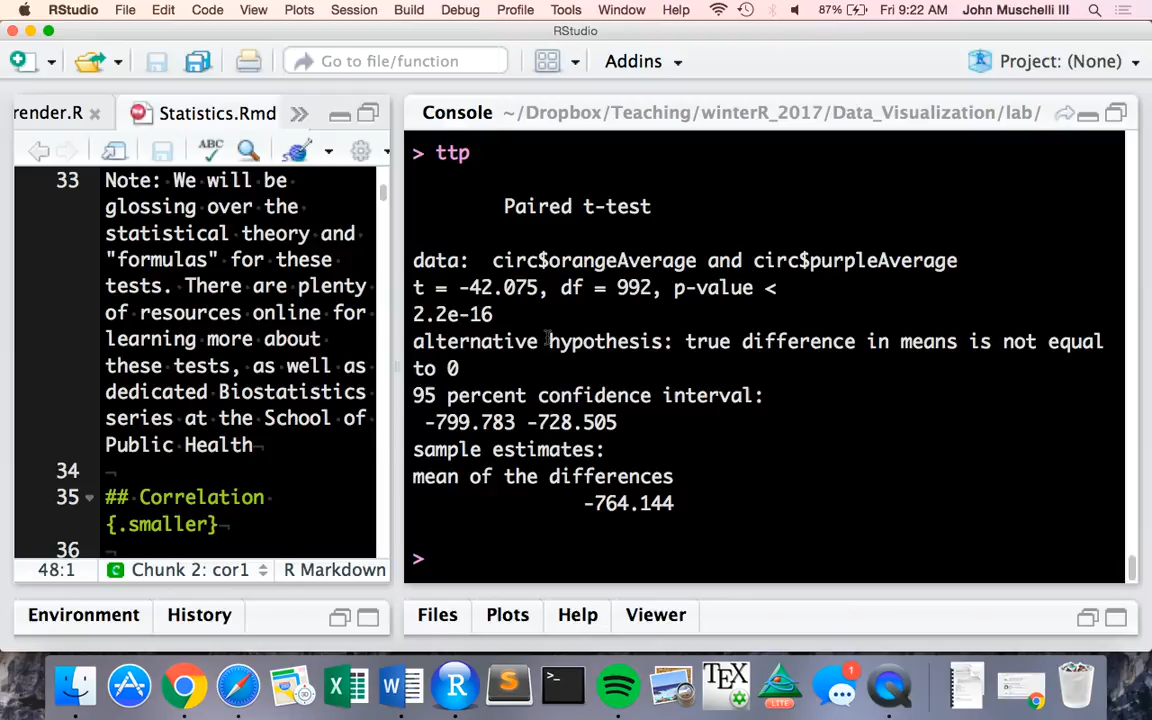 RStudio File Edit Code View Plots Session Build Debug Profile Tools Window Help 87% Fri 9:22 AM John Muschelli III
RStudio
Go to file/function Addins Project: (None)
render.R Statistics.Rmd
ABC
33 Note: We will be
glossing over the
statistical theory and
"formulas" for these
tests. There are plenty
of resources online for
learning more about
these tests, as well as
dedicated Biostatistics
series at the School of
Public Health
34
35 ## Correlation
{.smaller}
36
48:1 Chunk 2: cor1 R Markdown
Environment History
Console ~/Dropbox/Teaching/winterR_2017/Data_Visualization/lab/
> ttp
Paired t-test
data: circ$orangeAverage and circ$purpleAverage
t = -42.075, df = 992, p-value <
2.2e-16
alternative hypothesis: true difference in means is not equal
to 0
95 percent confidence interval:
-799.783 -728.505
sample estimates:
mean of the differences
-764.144
>
Files Plots Help Viewer
X W R S >_ TEX LITE 1